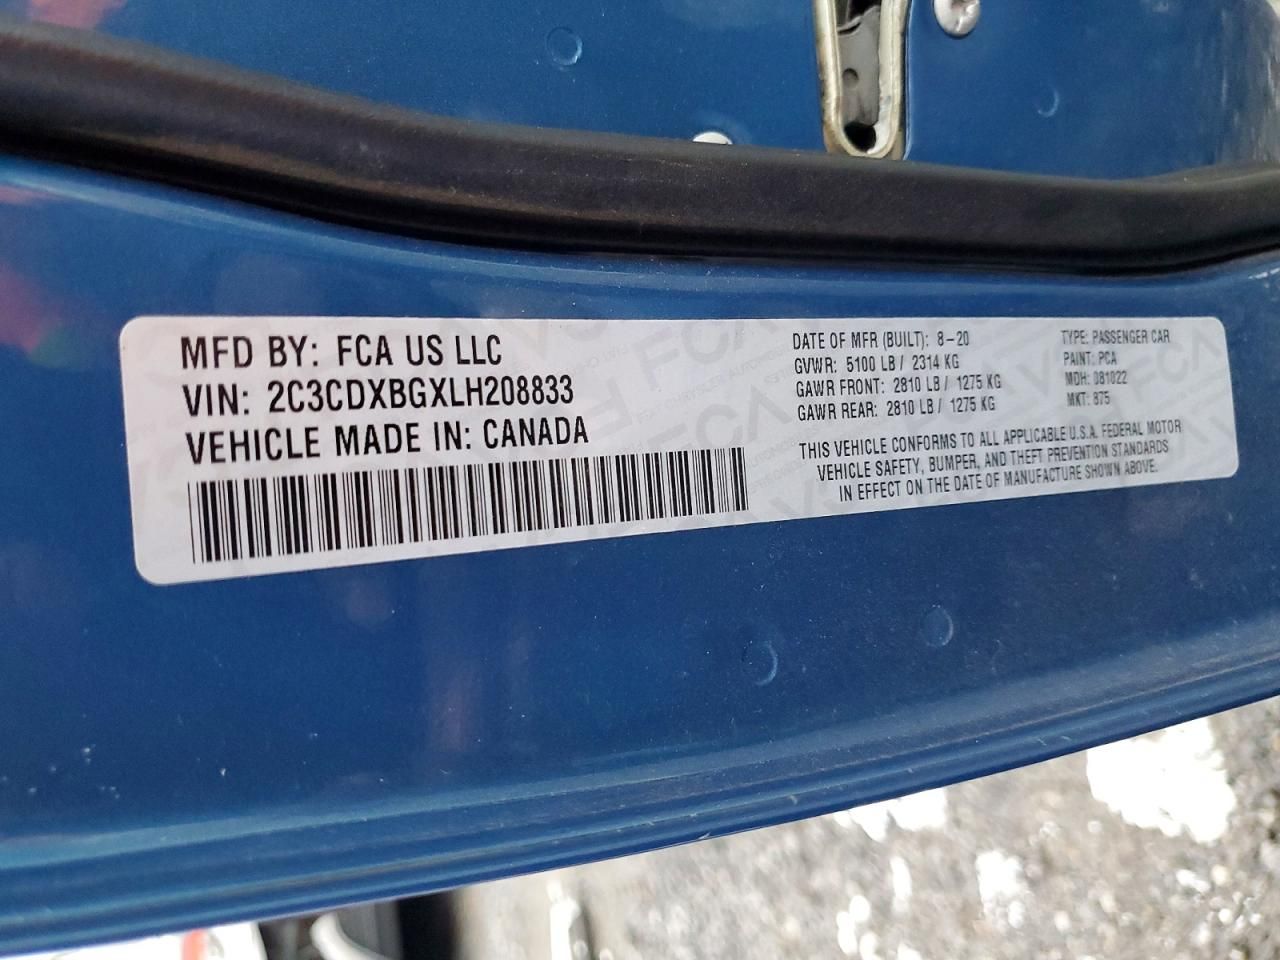 MFD BY: FCA US LLC
VIN: 2C3CDXBGXLH208833
VEHICLE MADE IN: CANADA
DATE OF MFR (BUILT): 8-20
GVWR: 5100 LB / 2314 KG
GAWR FRONT: 2810 LB / 1275 KG
GAWR REAR: 2810 LB / 1275 KG
TYPE: PASSENGER CAR
PAINT: PCA
MDH: 081022
MKT: 875
THIS VEHICLE CONFORMS TO ALL APPLICABLE U.S.A. FEDERAL MOTOR
VEHICLE SAFETY, BUMPER, AND THEFT PREVENTION STANDARDS
IN EFFECT ON THE DATE OF MANUFACTURE SHOWN ABOVE.